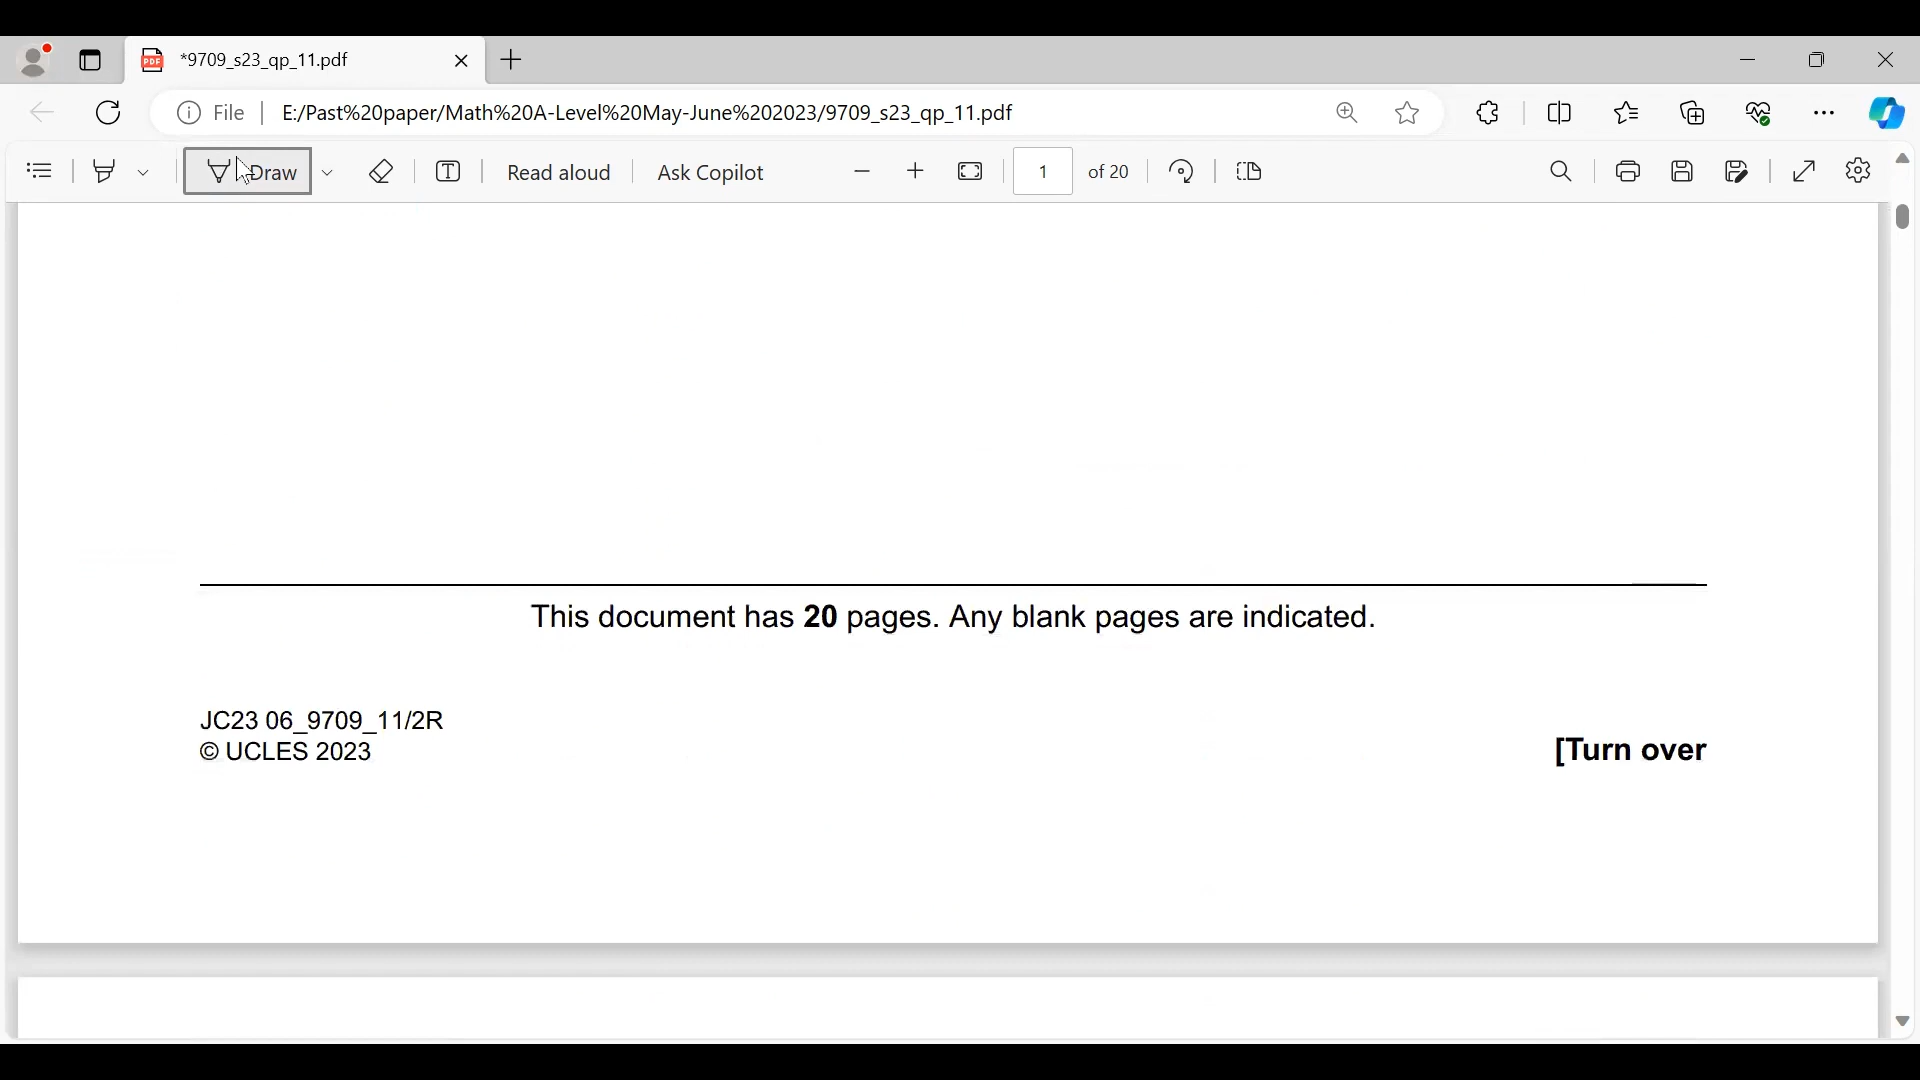 *9709_s23_qp_11.pdf
File
E:/Past%20paper/Math%20A-Level%20May-June%202023/9709_s23_qp_11.pdf
Draw
Read aloud
Ask Copilot
1
of 20
This document has 20 pages. Any blank pages are indicated.
JC23 06_9709_11/2R
© UCLES 2023
[Turn over